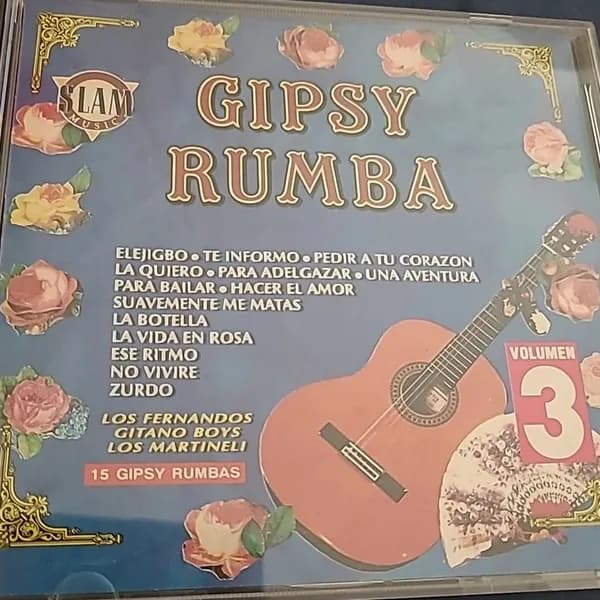 SLAM
MUSIC
GIPSY
RUMBA
ELEJIGBO • TE INFORMO • PEDIR A TU CORAZON
LA QUIERO • PARA ADELGAZAR • UNA AVENTURA
PARA BAILAR • HACER EL AMOR
SUAVEMENTE ME MATAS
LA BOTELLA
LA VIDA EN ROSA
ESE RITMO
NO VIVIRE
ZURDO
LOS FERNANDOS
GITANO BOYS
LOS MARTINELI
15 GIPSY RUMBAS
VOLUMEN
3